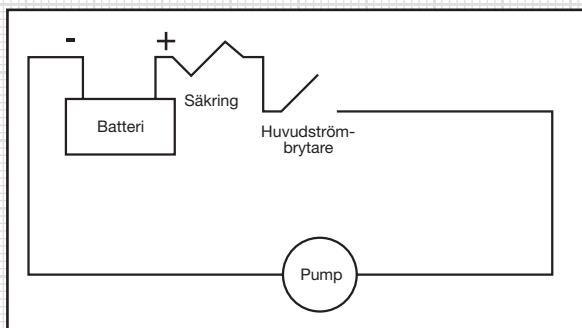 - +
Säkring
Batteri
Huvudström-
brytare
Pump